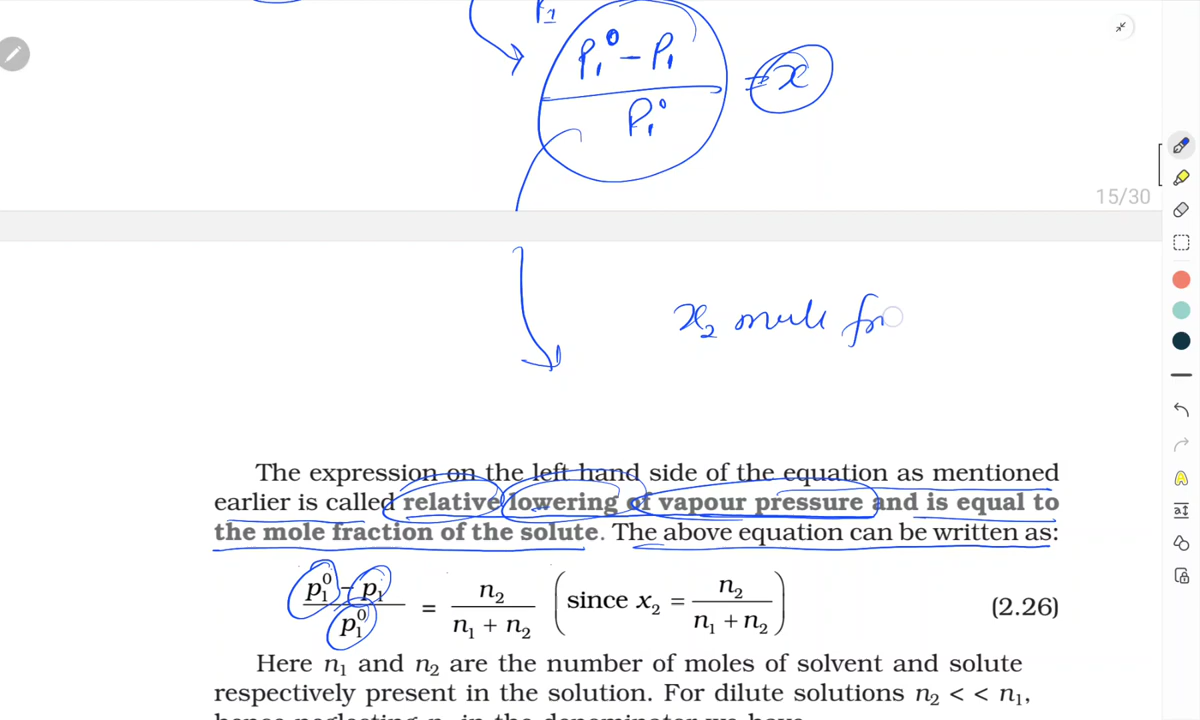 P₁⁰ − P₁
P₁⁰
= x
15/30
x₂ mole fr
The expression on the left hand side of the equation as mentioned
earlier is called relative lowering of vapour pressure and is equal to
the mole fraction of the solute. The above equation can be written as:
p₁⁰ − p₁ / p₁⁰ = n₂ / n₁ + n₂ (since x₂ = n₂ / n₁ + n₂) (2.26)
Here n₁ and n₂ are the number of moles of solvent and solute
respectively present in the solution. For dilute solutions n₂ < < n₁,